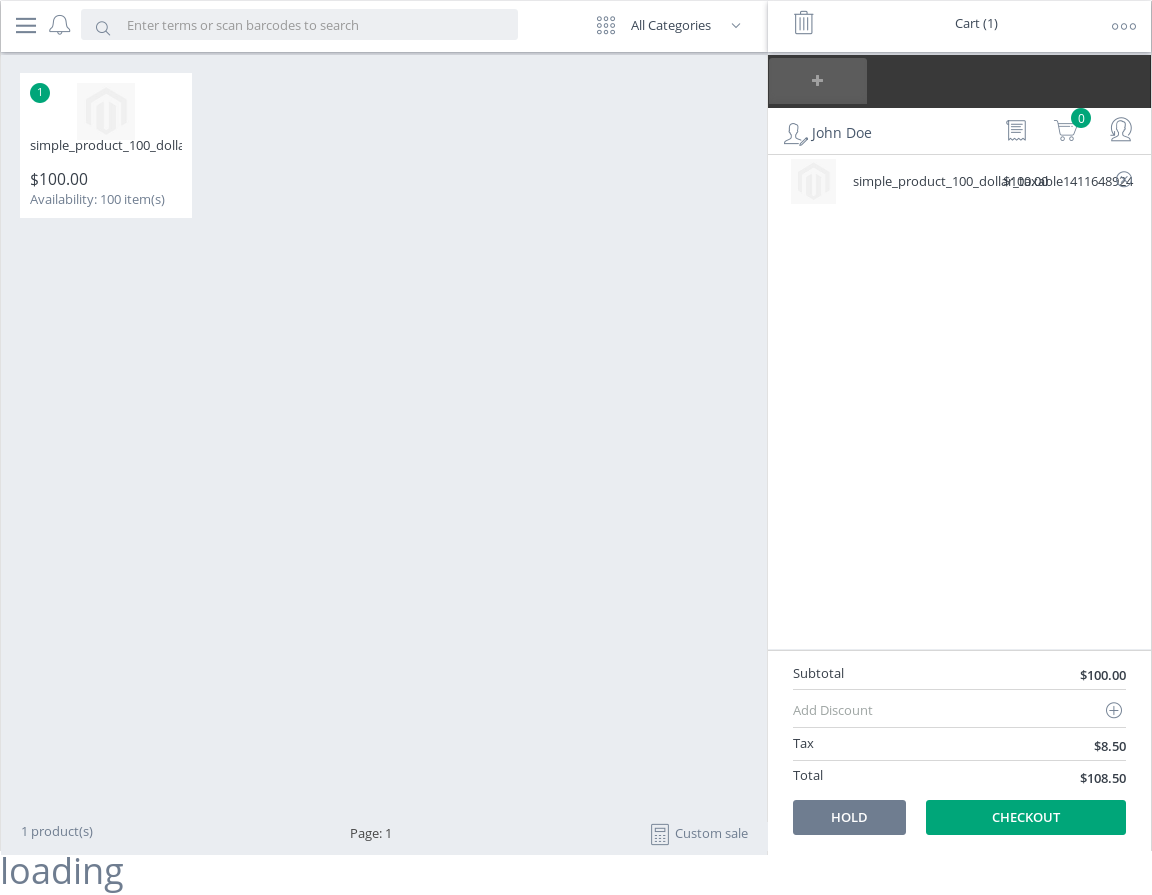 Enter terms or scan barcodes to search
All Categories
Cart (1)
1
simple_product_100_dolla
$100.00
Availability: 100 item(s)
John Doe
0
simple_product_100_dollar_taxable1411648924
$100.00
Subtotal
$100.00
Add Discount
Tax
$8.50
Total
$108.50
HOLD
CHECKOUT
1 product(s)
Page: 1
Custom sale
loading